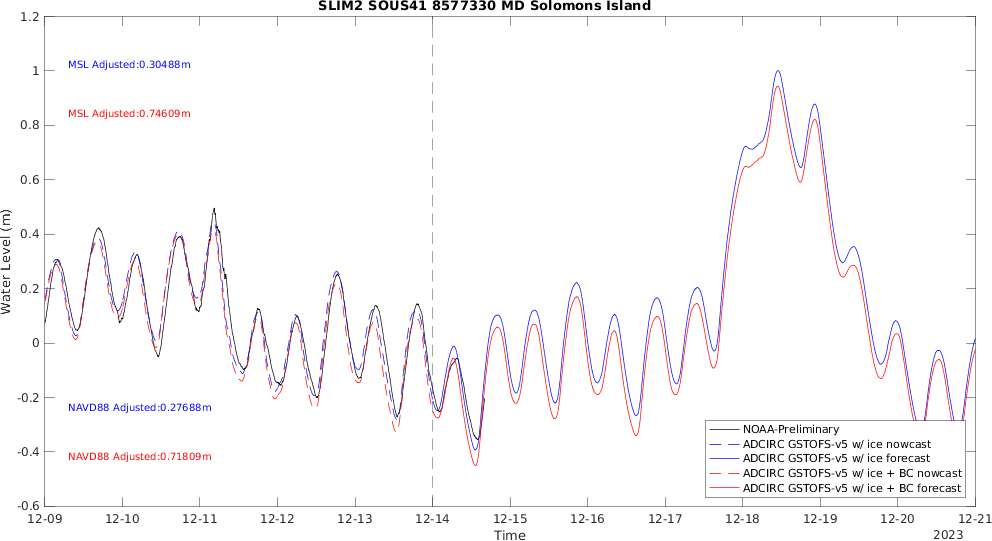 SLIM2 SOUS41 8577330 MD Solomons Island
1.2
1
0.8
0.6
0.4
0.2
0
-0.2
-0.4
-0.6
Water Level (m)
MSL Adjusted:0.30488m
MSL Adjusted:0.74609m
NAVD88 Adjusted:0.27688m
NAVD88 Adjusted:0.71809m
NOAA-Preliminary
ADCIRC GSTOFS-v5 w/ ice nowcast
ADCIRC GSTOFS-v5 w/ ice forecast
ADCIRC GSTOFS-v5 w/ ice + BC nowcast
ADCIRC GSTOFS-v5 w/ ice + BC forecast
12-09 12-10 12-11 12-12 12-13 12-14 12-15 12-16 12-17 12-18 12-19 12-20 12-21
Time
2023